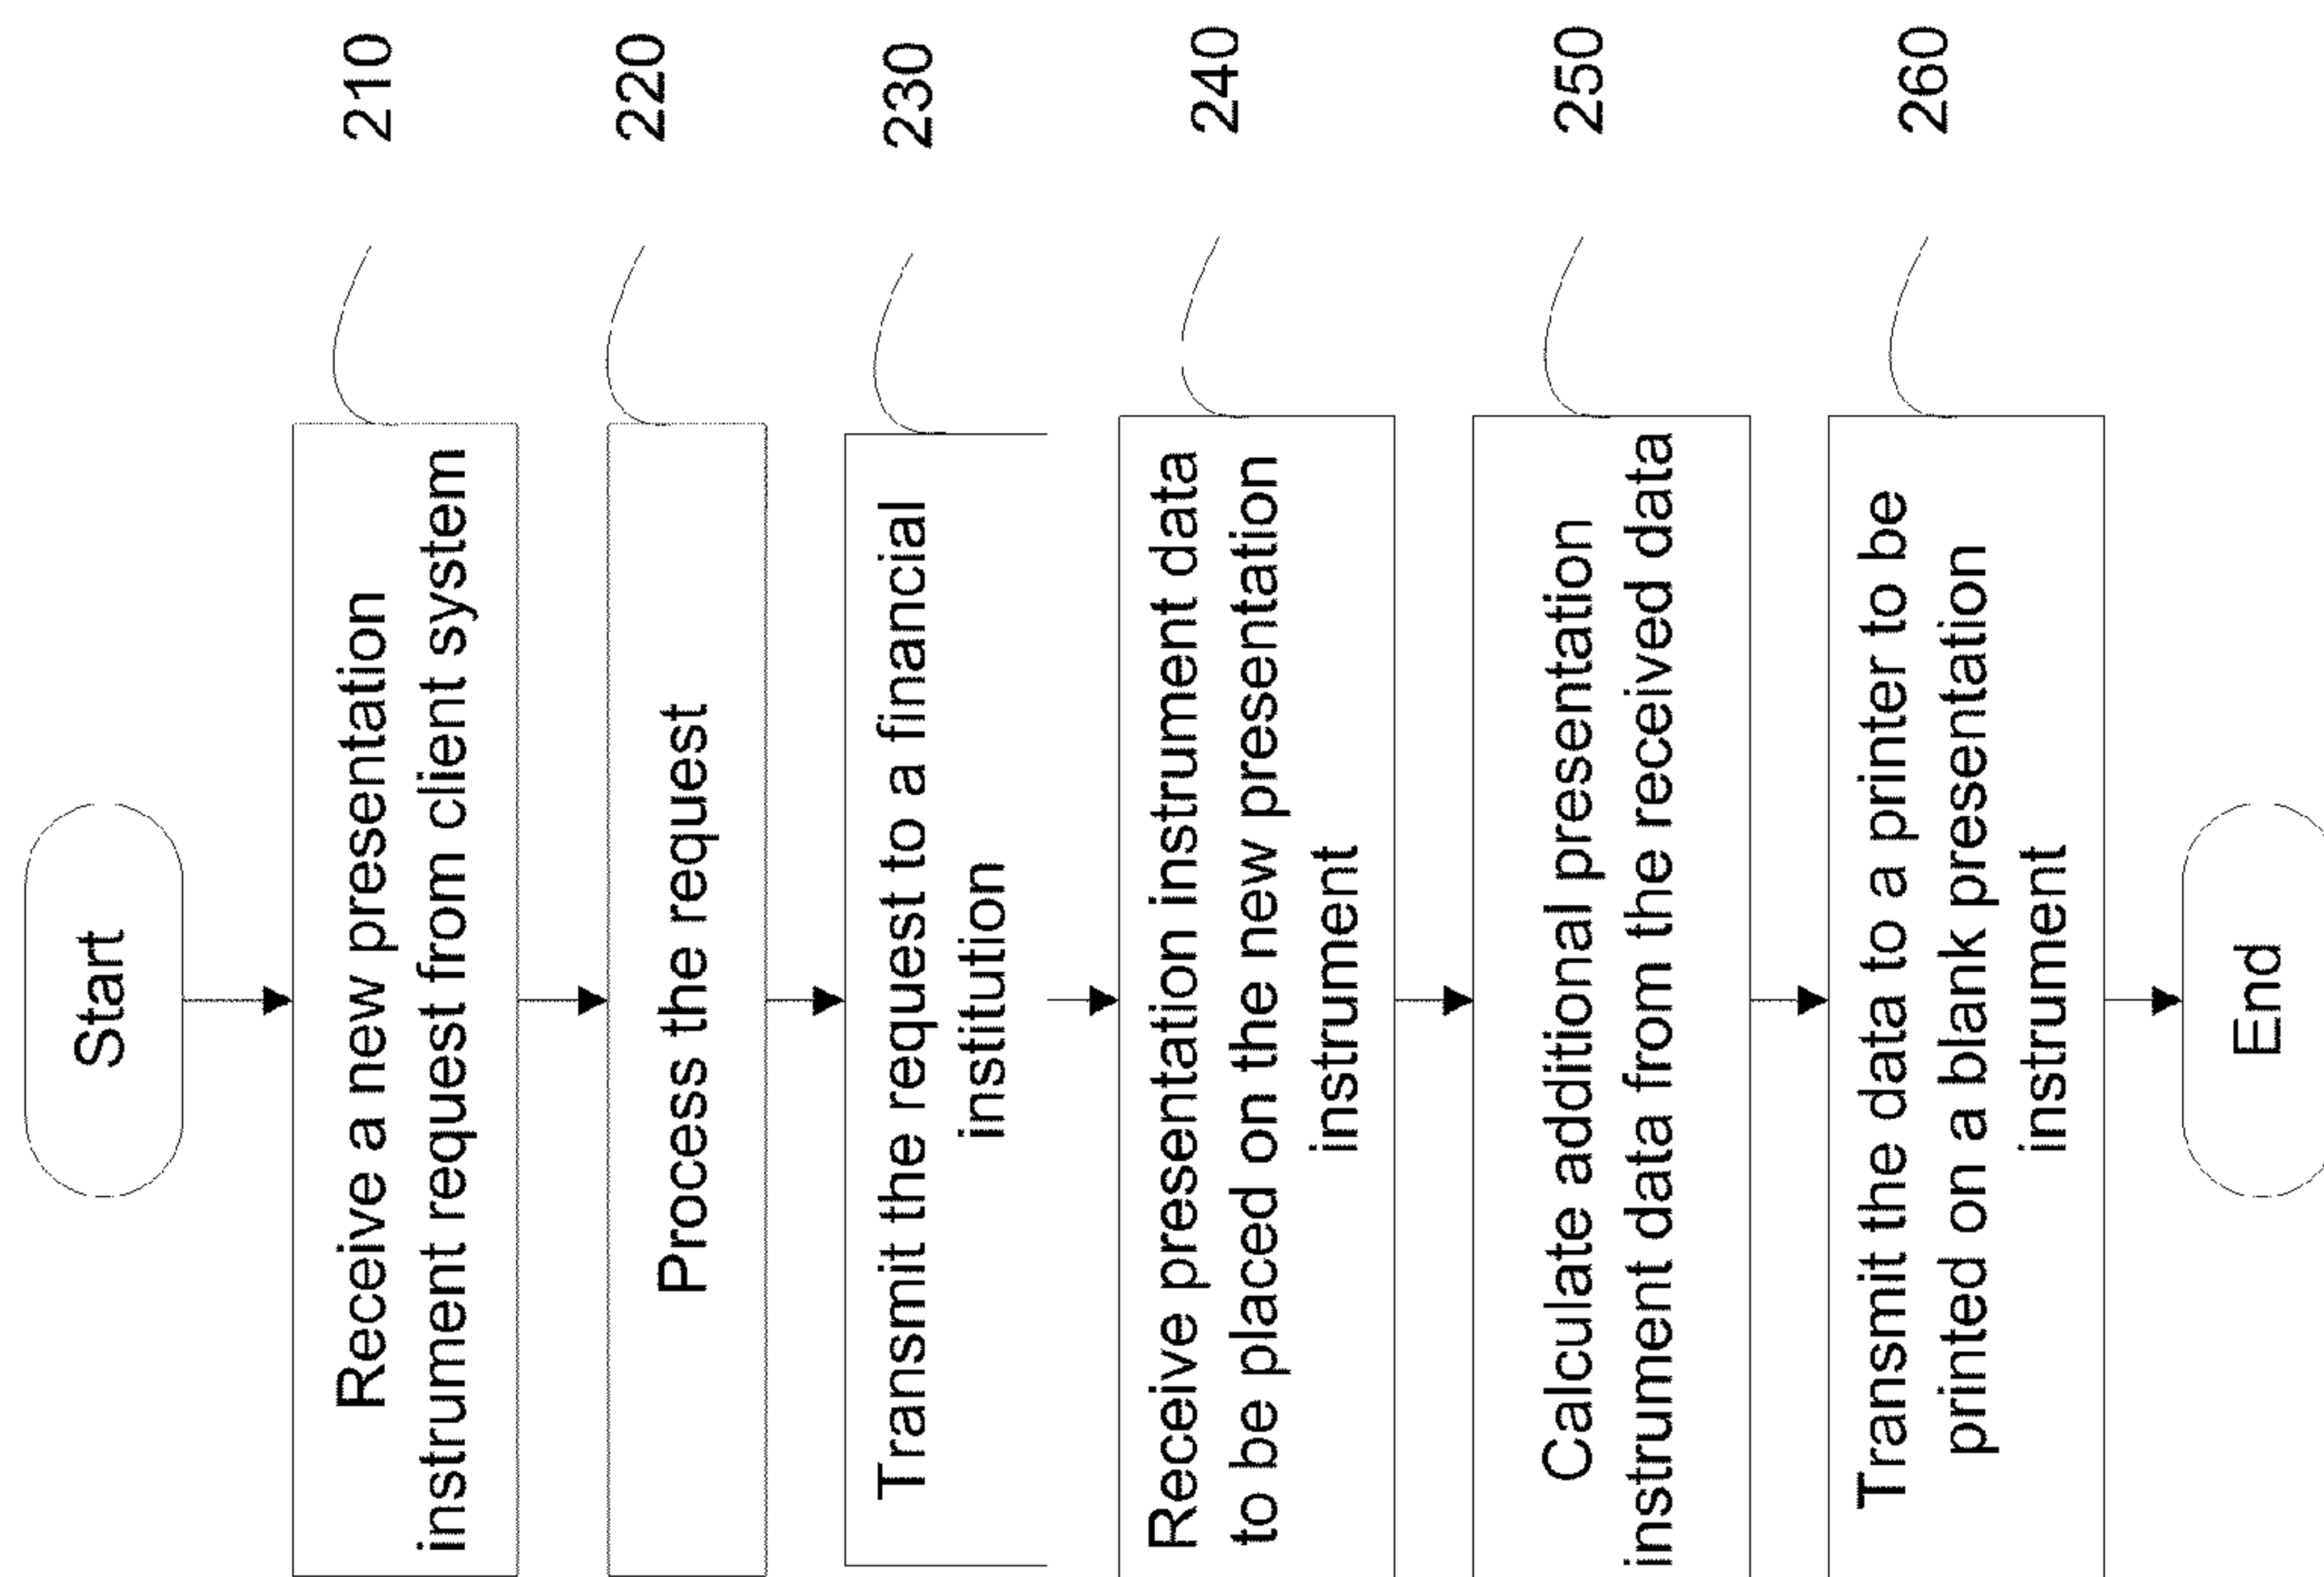 Start
Receive a new presentation
instrument request from client system
210
Process the request
220
Transmit the request to a financial
institution
230
Receive presentation instrument data
to be placed on the new presentation
instrument
240
Calculate additional presentation
instrument data from the received data
250
Transmit the data to a printer to be
printed on a blank presentation
instrument
260
End